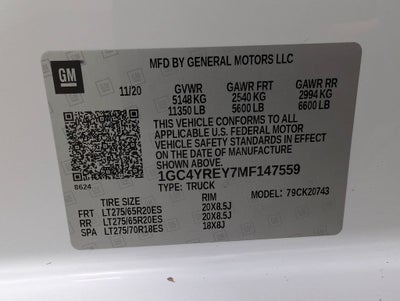 GM
MFD BY GENERAL MOTORS LLC
11/20 GVWR GAWR FRT GAWR RR
5148 KG 2540 KG 2994 KG
11350 LB 5600 LB 6600 LB
THIS VEHICLE CONFORMS TO ALL
APPLICABLE U.S. FEDERAL MOTOR
VEHICLE SAFETY STANDARDS IN EFFECT
ON THE DATE OF MANUFACTURE
SHOWN ABOVE.
8624 1GC4YREY7MF147559
TYPE: TRUCK MODEL: 79CK20743
TIRE SIZE RIM
FRT LT275/65R20ES 20X8.5J
RR LT275/65R20ES 20X8.5J
SPA LT275/70R18ES 18X8J